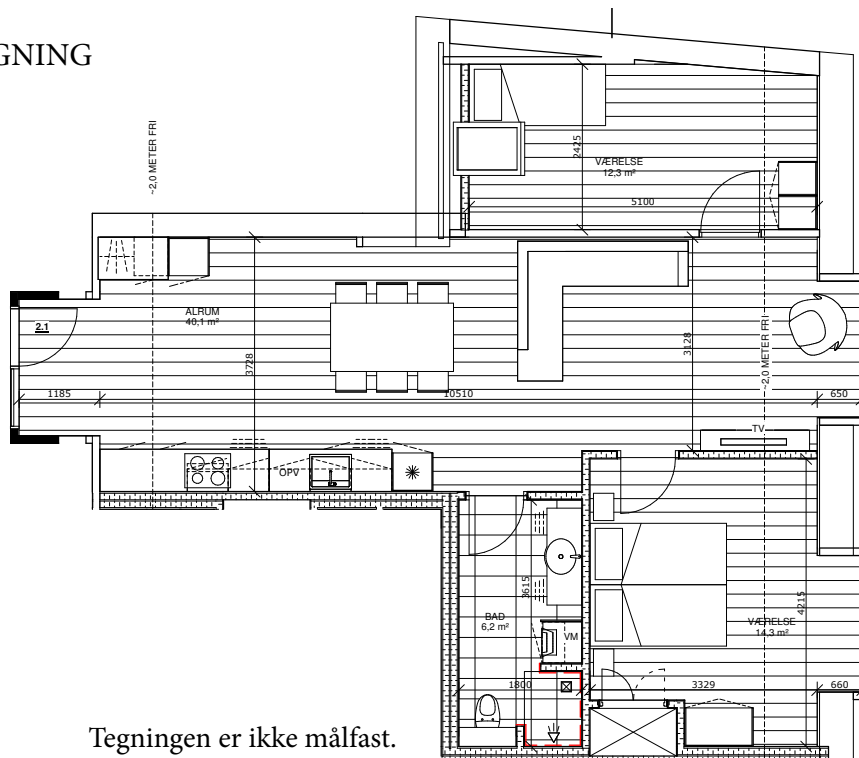 GNING
~2,0 METER FRI
2425
VÆRELSE
12,3 m²
5100
2.1
ALRUM
40,1 m²
3728
3128
~2,0 METER FRI
1185
10510
650
TV
OPV
3615
BAD
6,2 m²
VM
4215
VÆRELSE
14,3 m²
1800
3329
660
Tegningen er ikke målfast.